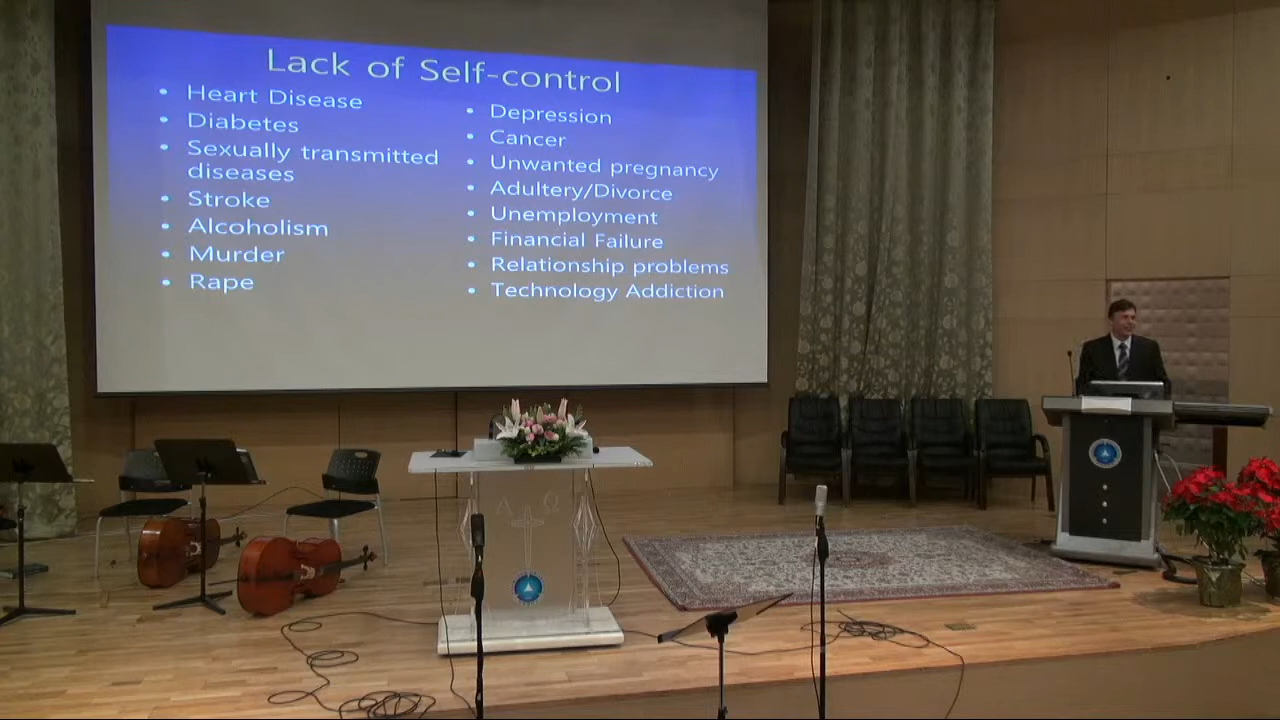 Lack of Self-control
• Heart Disease
• Diabetes
• Sexually transmitted
diseases
• Stroke
• Alcoholism
• Murder
• Rape
• Depression
• Cancer
• Unwanted pregnancy
• Adultery/Divorce
• Unemployment
• Financial Failure
• Relationship problems
• Technology Addiction
Α Ω